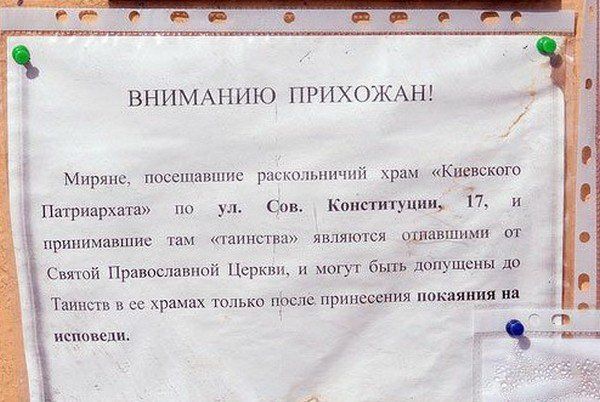 ВНИМАНИЮ ПРИХОЖАН!
Миряне, посещавшие раскольничий храм «Киевского
Патриархата» по ул. Сов. Конституции, 17, и
принимавшие там «таинства» являются отпавшими от
Святой Православной Церкви, и могут быть допущены до
Таинств в ее храмах только после принесения покаяния на
исповеди.